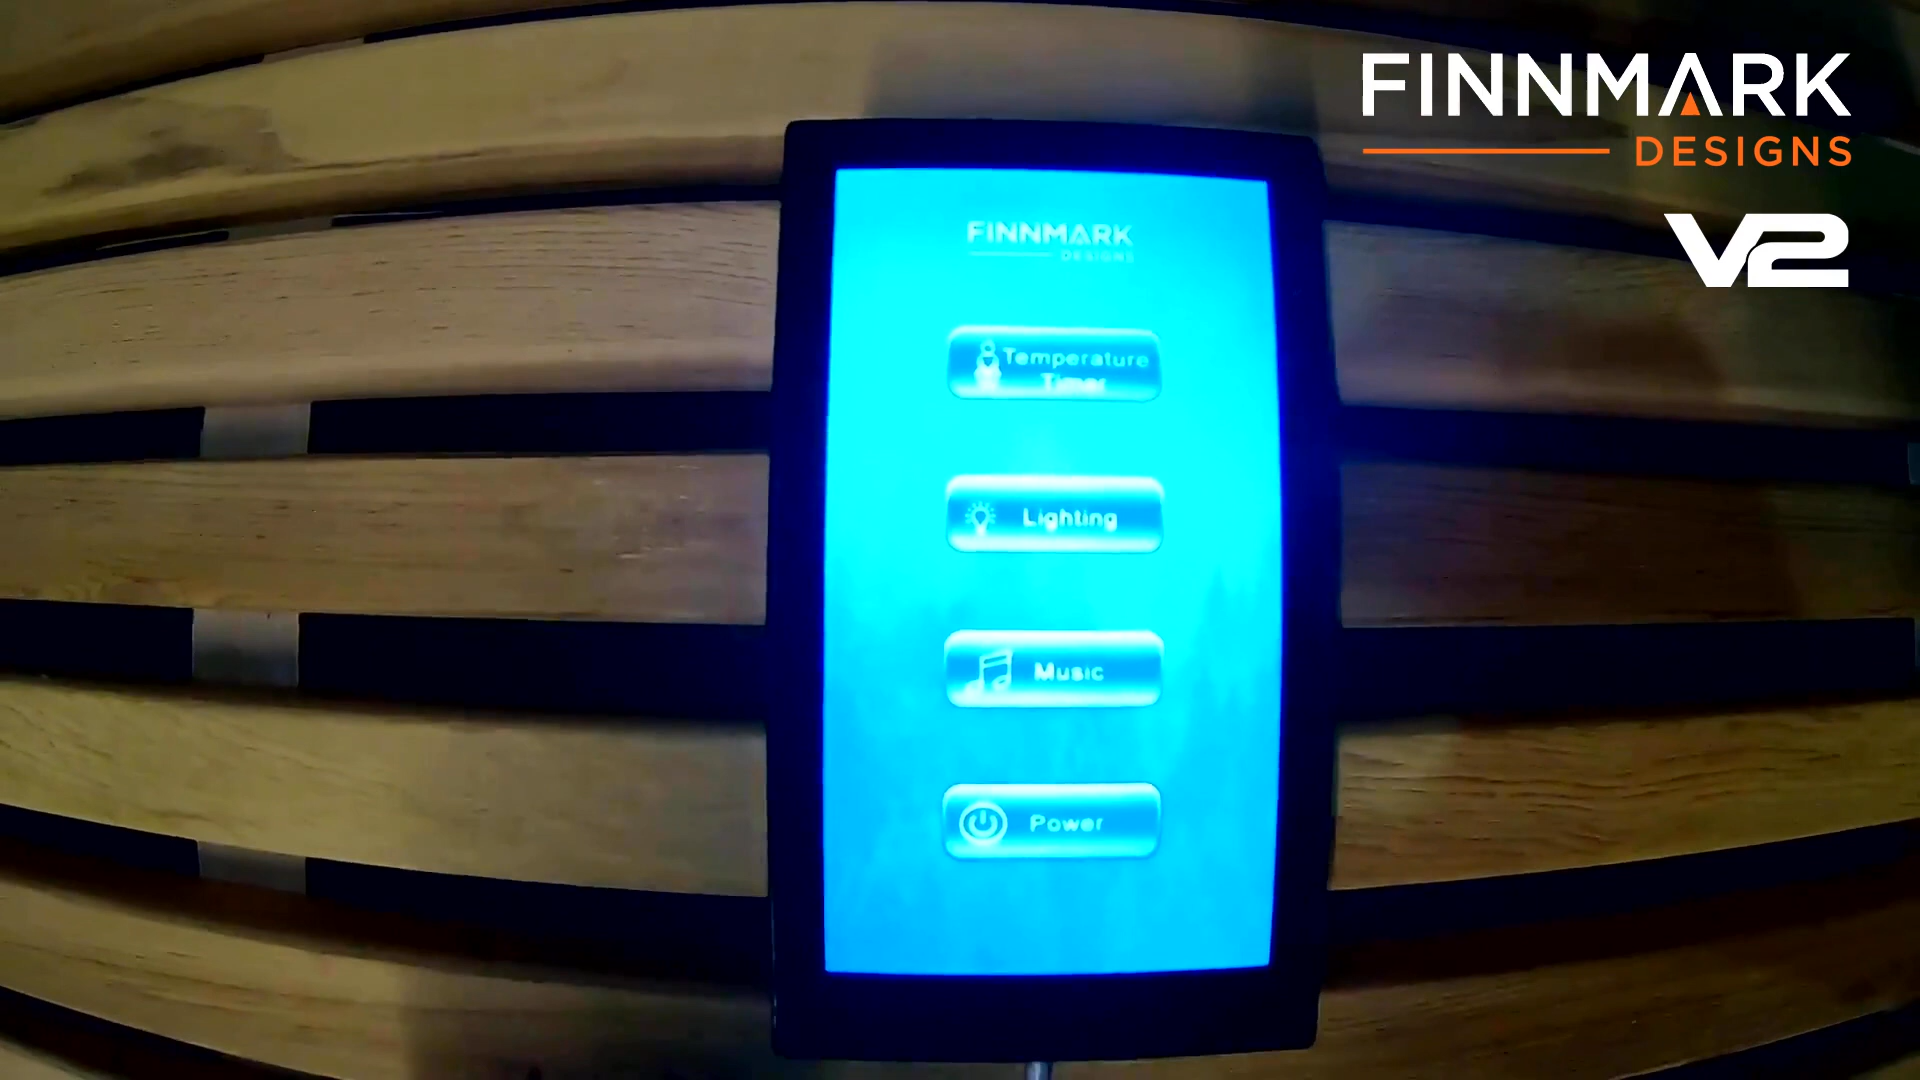 FINNMARK
DESIGNS
V2
FINNMARK
DESIGNS
Temperature
Timer
Lighting
Music
Power